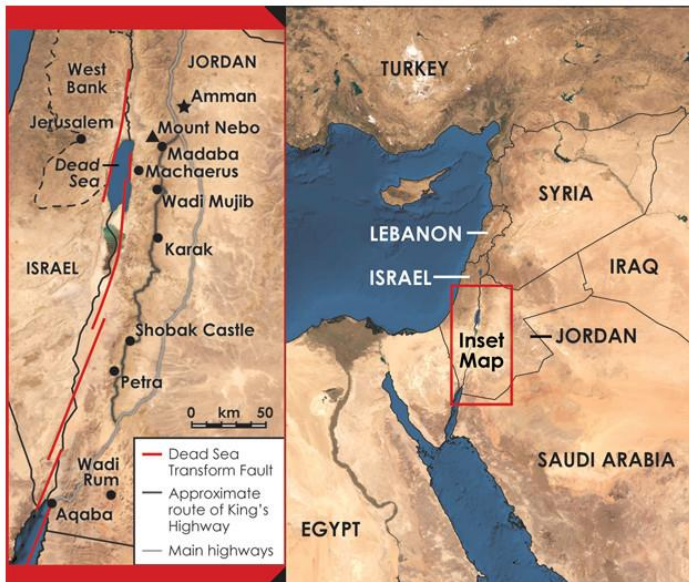 West
Bank
JORDAN
Amman
Jerusalem
Mount Nebo
Madaba
Dead
Sea
Machaerus
Wadi Mujib
Karak
ISRAEL
Shobak Castle
Petra
0 km 50
Wadi
Rum
Aqaba
Dead Sea
Transform Fault
Approximate
route of King's
Highway
Main highways
TURKEY
SYRIA
LEBANON
ISRAEL
IRAQ
Inset
Map
JORDAN
SAUDI ARABIA
EGYPT